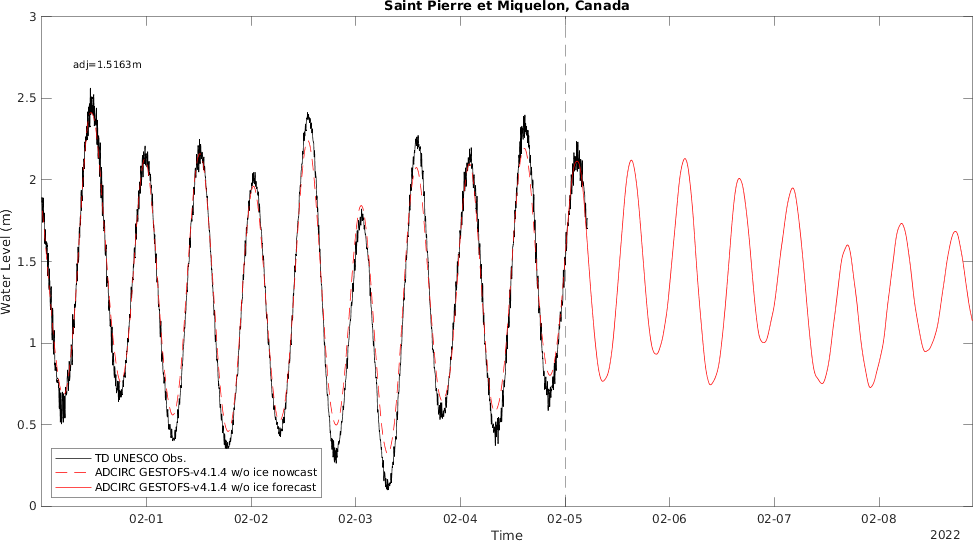 Saint Pierre et Miquelon, Canada
adj=1.5163m
3
2.5
2
1.5
1
0.5
0
Water Level (m)
TD UNESCO Obs.
ADCIRC GESTOFS-v4.1.4 w/o ice nowcast
ADCIRC GESTOFS-v4.1.4 w/o ice forecast
02-01 02-02 02-03 02-04 02-05 02-06 02-07 02-08
Time
2022